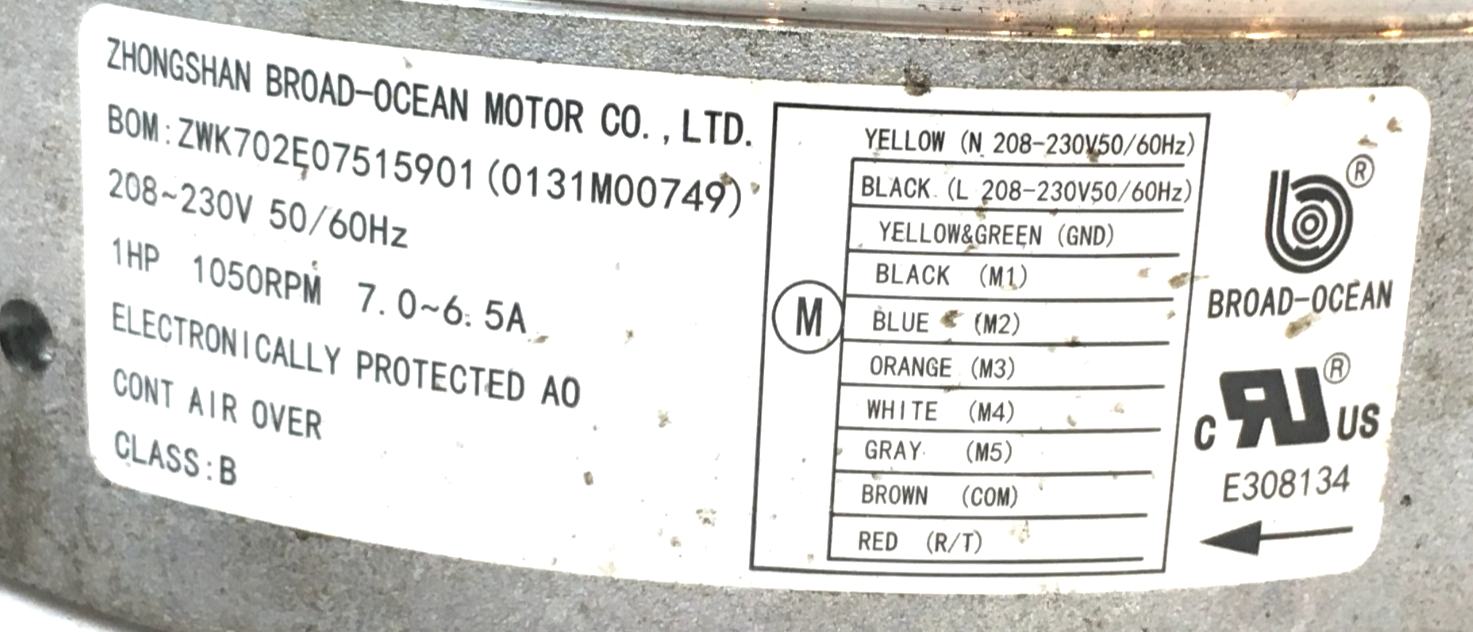 ZHONGSHAN BROAD-OCEAN MOTOR CO., LTD.
BOM:ZWK702E07515901(0131M00749)
208~230V 50/60Hz
1HP 1050RPM 7.0~6.5A
ELECTRONICALLY PROTECTED AO
CONT AIR OVER
CLASS:B
M
YELLOW (N 208-230V50/60Hz)
BLACK (L 208-230V50/60Hz)
YELLOW&GREEN (GND)
BLACK (M1)
BLUE (M2)
ORANGE (M3)
WHITE (M4)
GRAY (M5)
BROWN (COM)
RED (R/T)
®
BROAD-OCEAN
c RU ® US
E308134